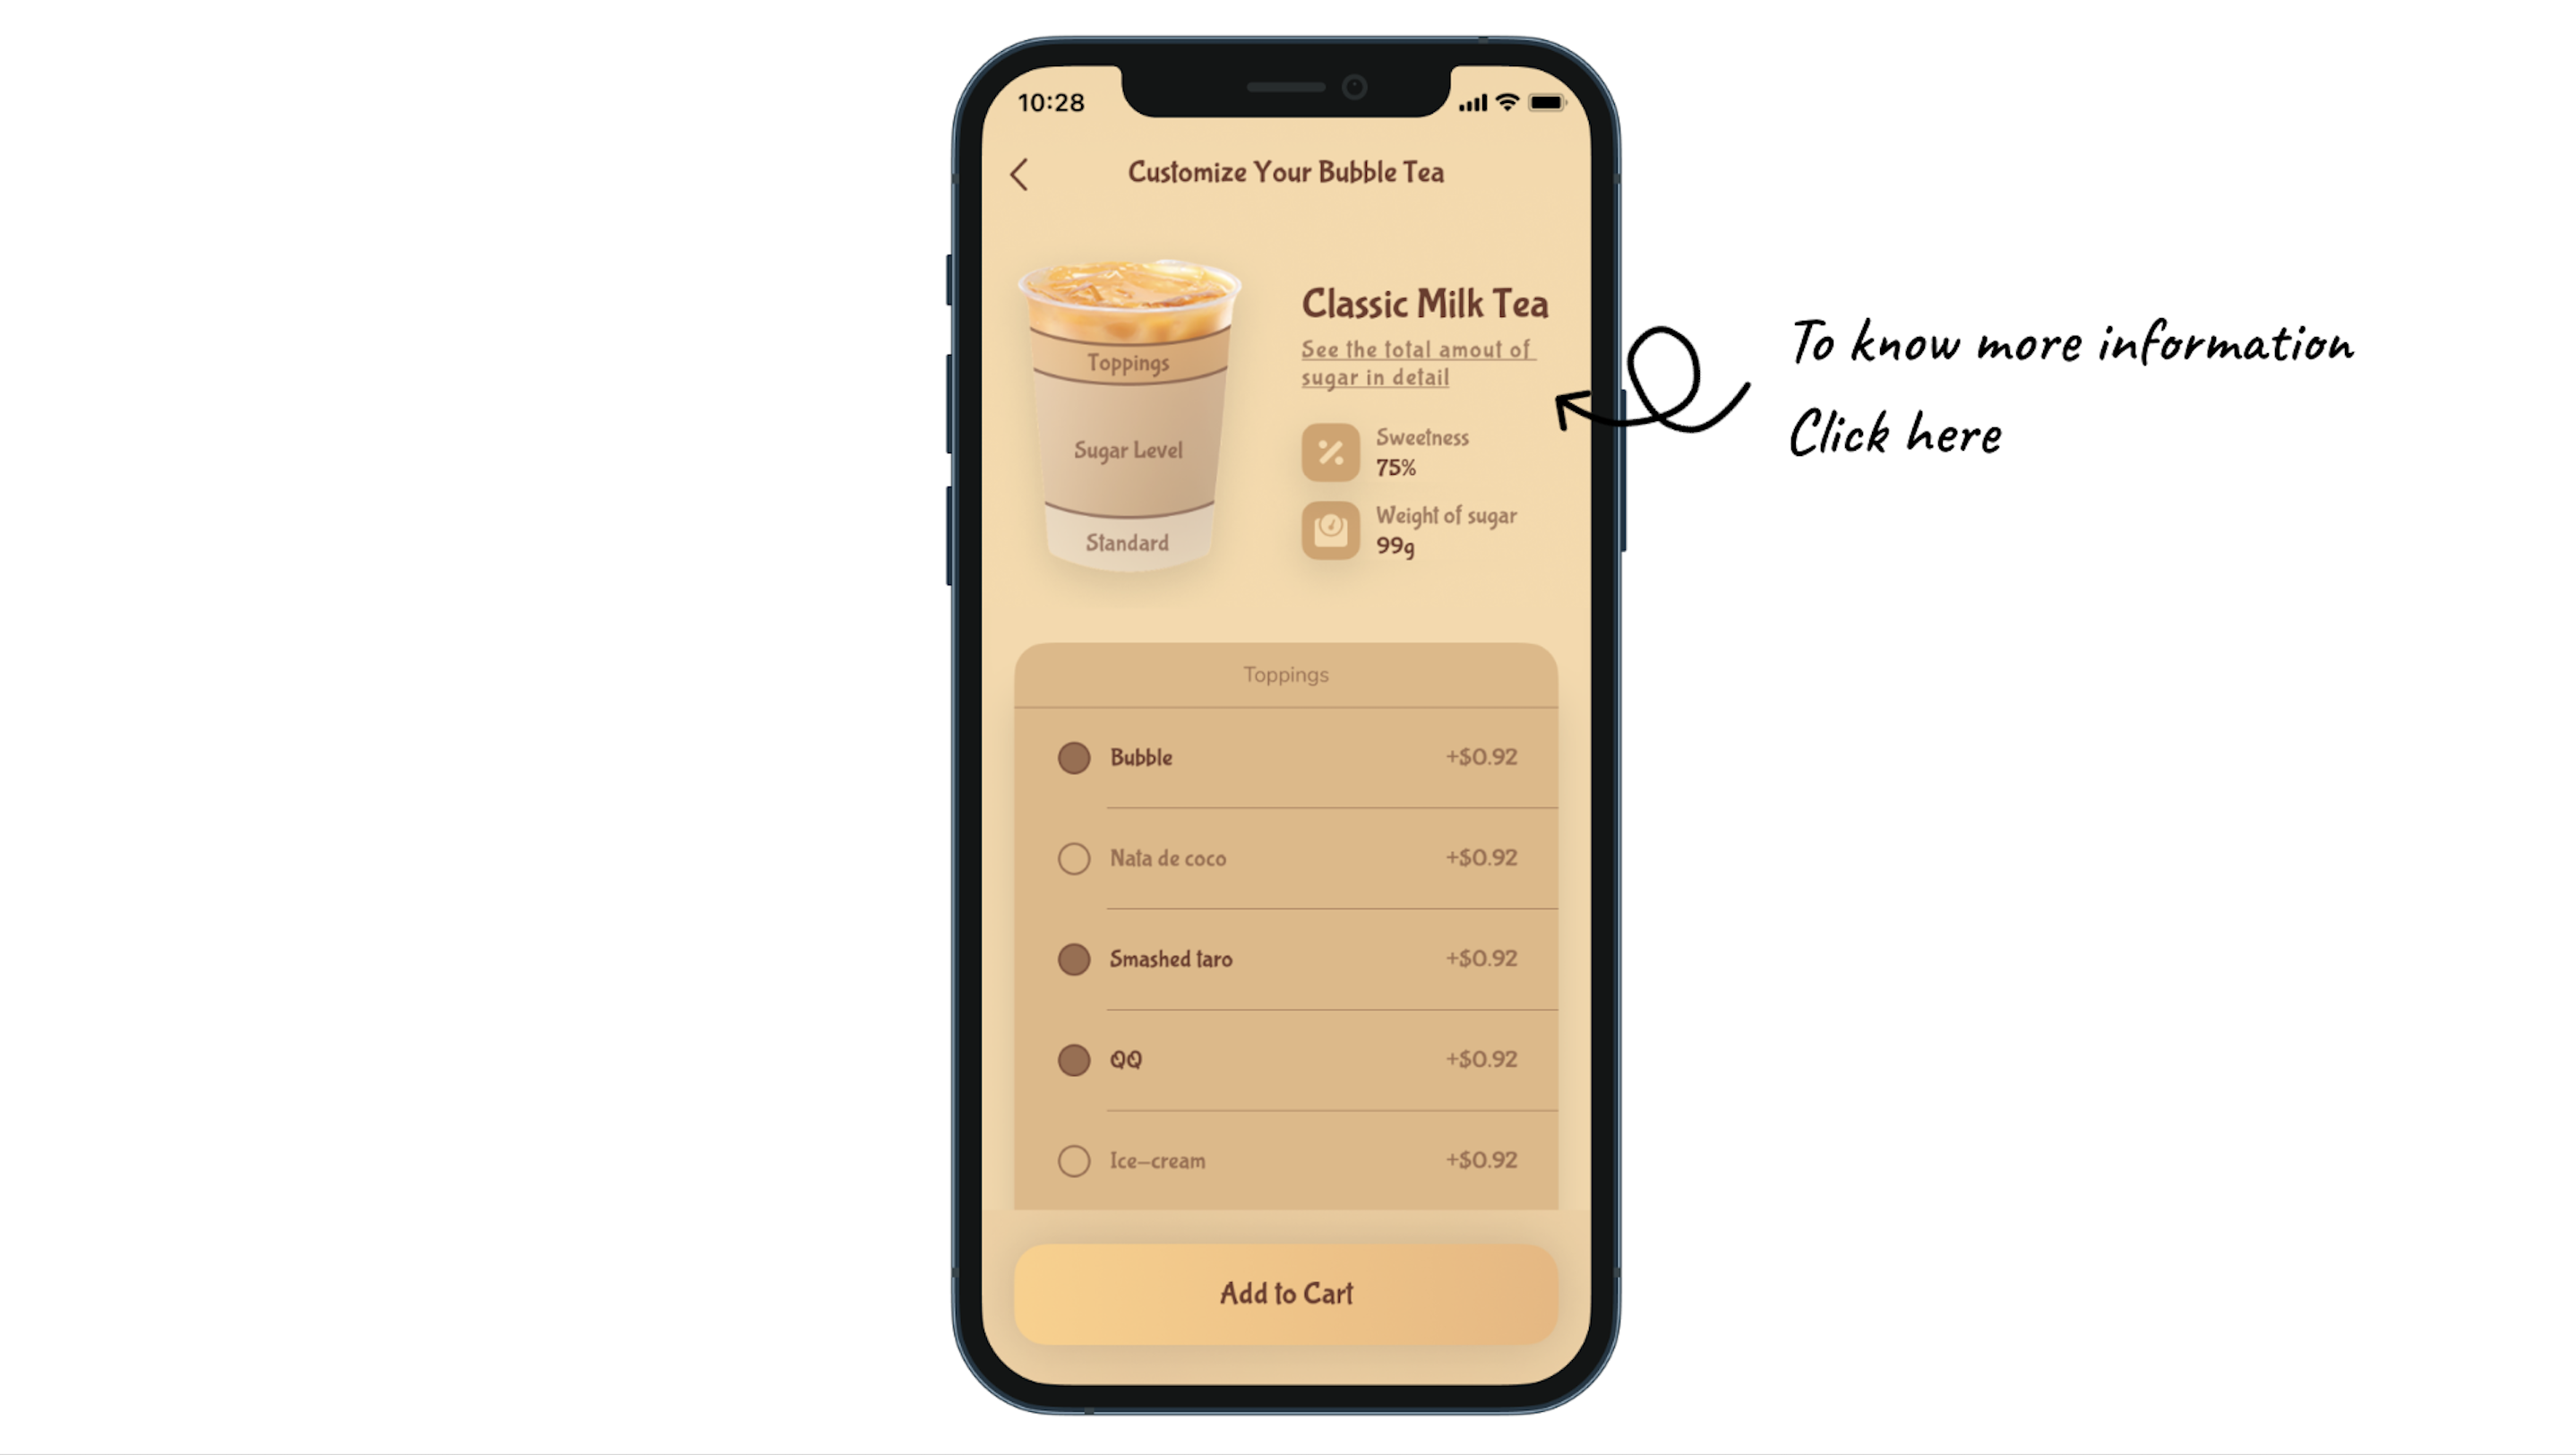 10:28
Customize Your Bubble Tea
Toppings
Sugar Level
Standard
Classic Milk Tea
See the total amout of
sugar in detail
Sweetness
75%
Weight of sugar
99g
To know more information
Click here
Toppings
Bubble +$0.92
Nata de coco +$0.92
Smashed taro +$0.92
QQ +$0.92
Ice-cream +$0.92
Add to Cart